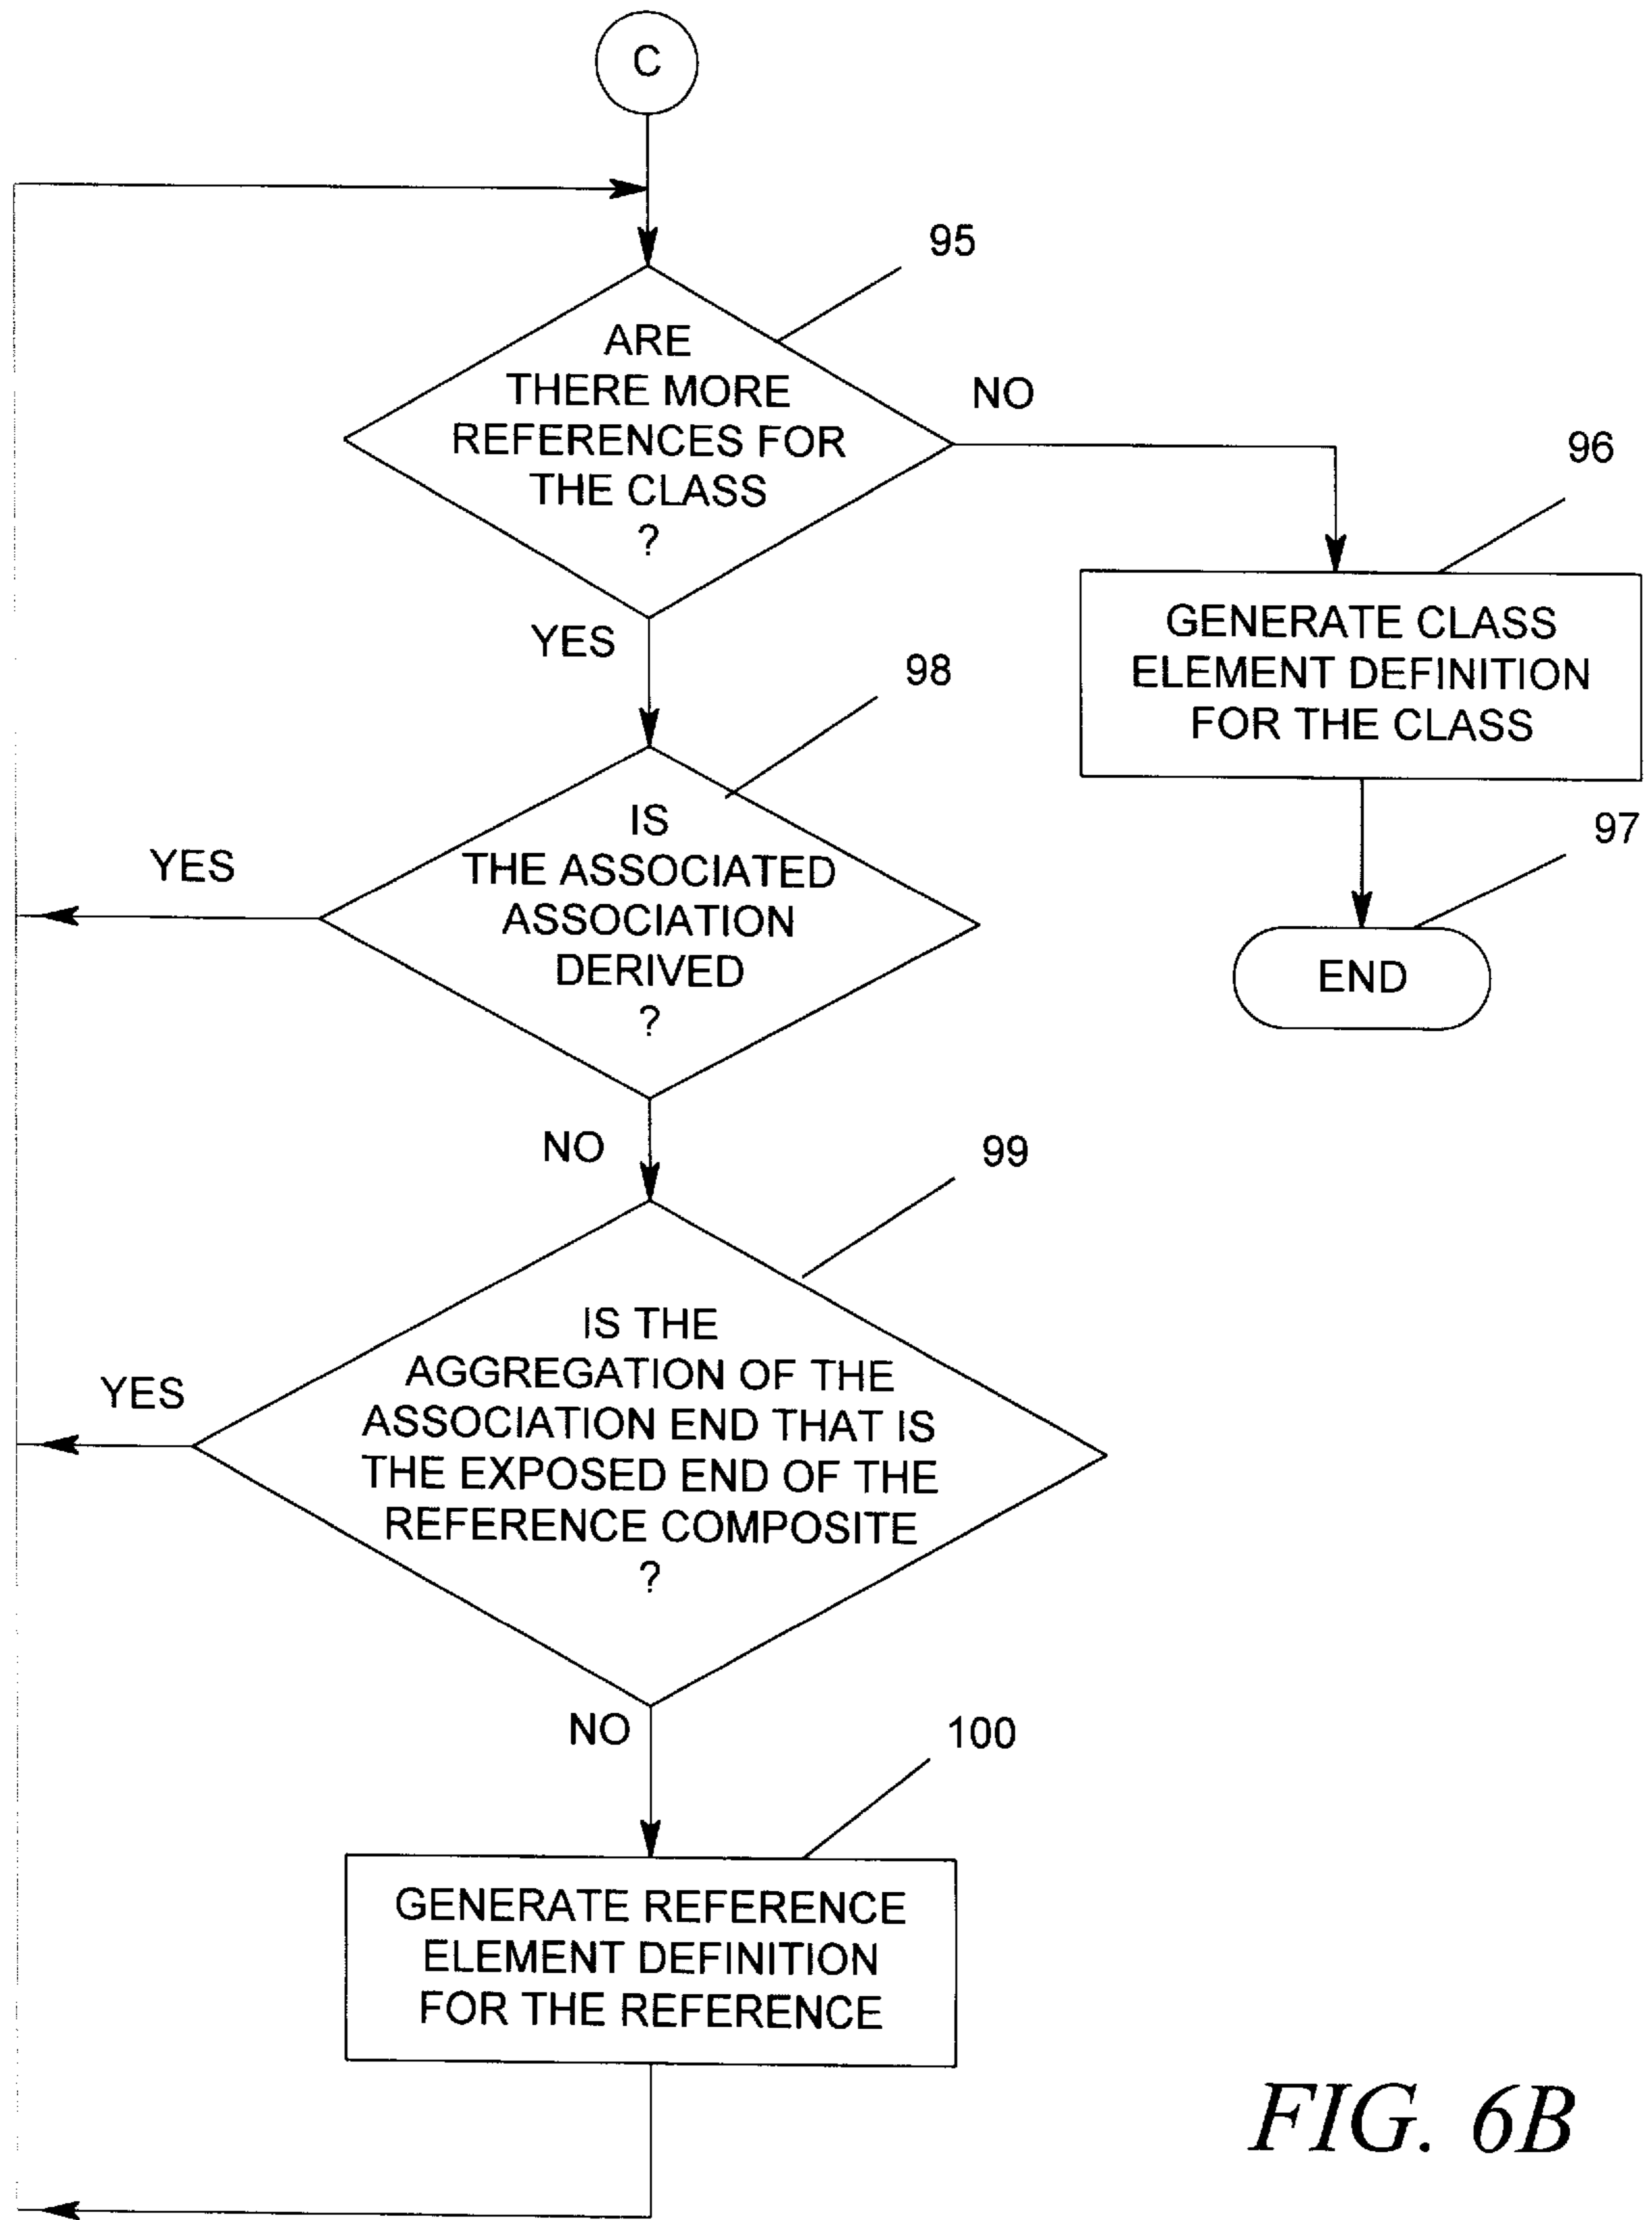 C
95
ARE
THERE MORE
REFERENCES FOR
THE CLASS
?
NO
96
GENERATE CLASS
ELEMENT DEFINITION
FOR THE CLASS
YES
98
97
IS
THE ASSOCIATED
ASSOCIATION
DERIVED
?
YES
END
NO
99
IS THE
AGGREGATION OF THE
ASSOCIATION END THAT IS
THE EXPOSED END OF THE
REFERENCE COMPOSITE
?
YES
NO
100
GENERATE REFERENCE
ELEMENT DEFINITION
FOR THE REFERENCE
FIG. 6B